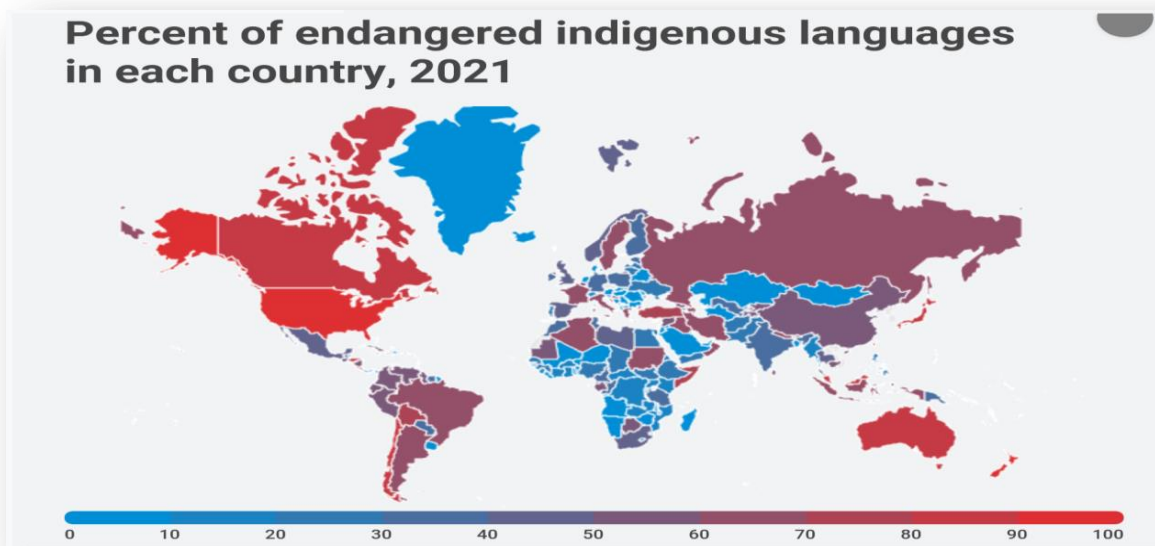 Percent of endangered indigenous languages
in each country, 2021
0 10 20 30 40 50 60 70 80 90 100